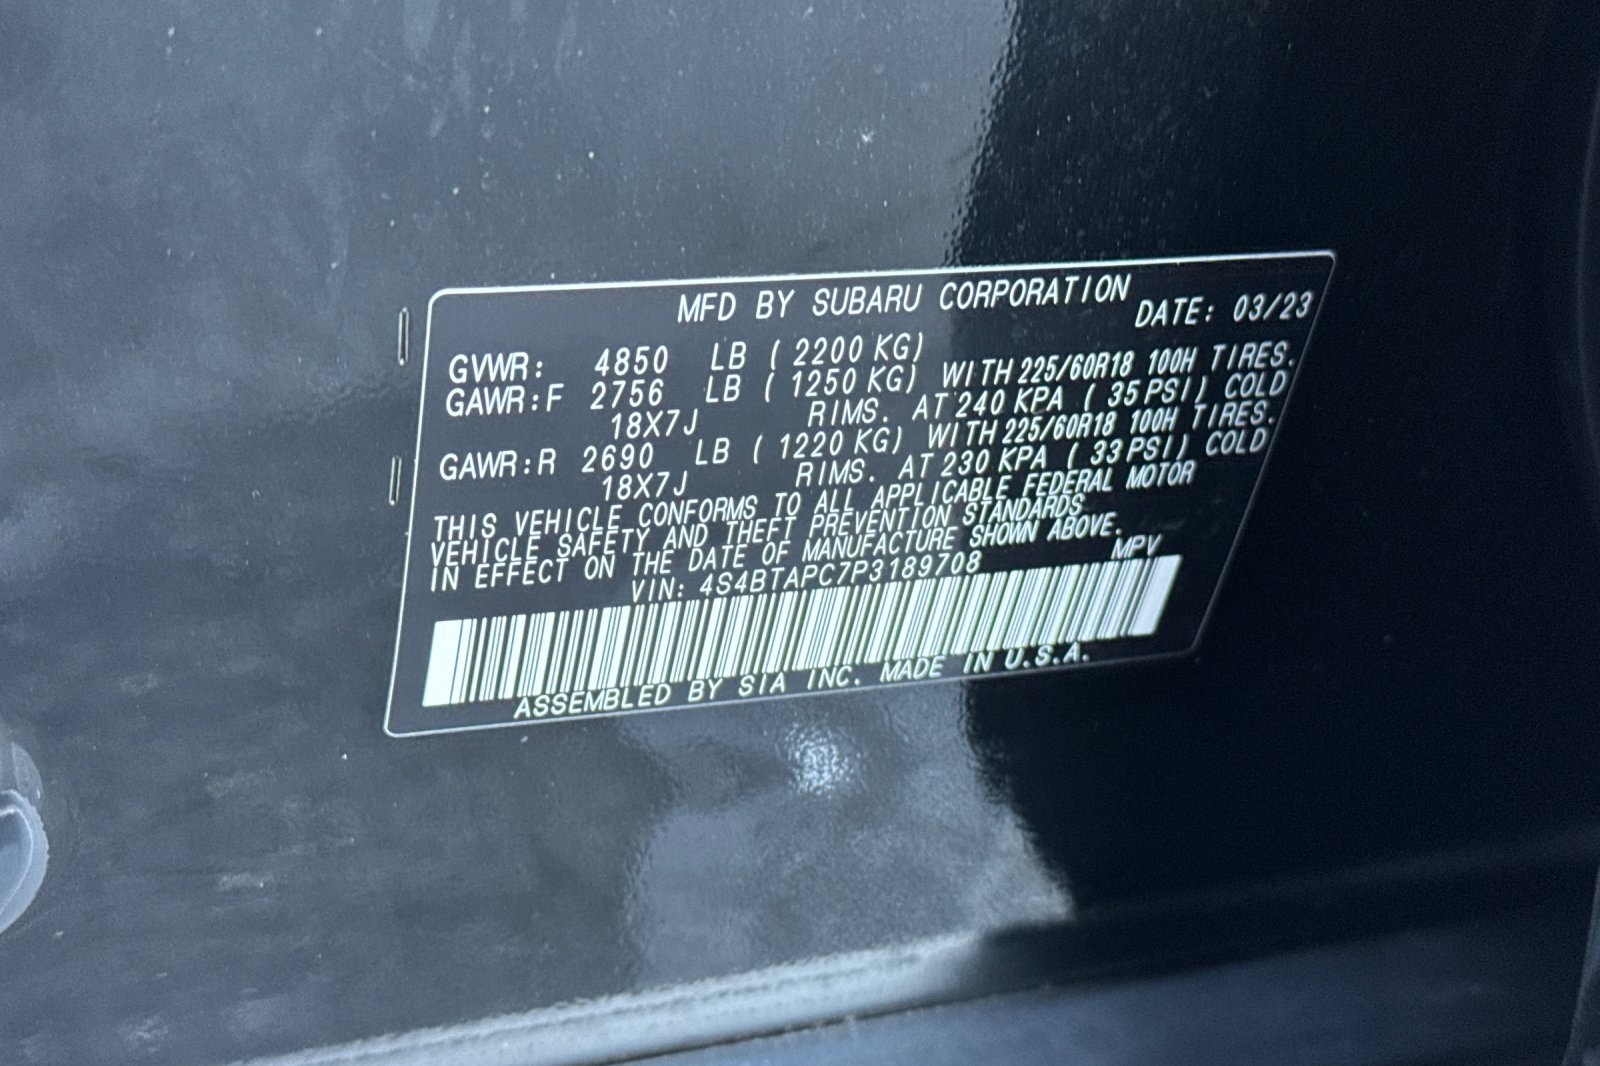 MFD BY SUBARU CORPORATION DATE: 03/23
GVWR: 4850 LB ( 2200 KG)
GAWR:F 2756 LB ( 1250 KG) WITH 225/60R18 100H TIRES.
18X7J RIMS. AT 240 KPA ( 35 PSI) COLD
GAWR:R 2690 LB ( 1220 KG) WITH 225/60R18 100H TIRES.
18X7J RIMS. AT 230 KPA ( 33 PSI) COLD
THIS VEHICLE CONFORMS TO ALL APPLICABLE FEDERAL MOTOR
VEHICLE SAFETY AND THEFT PREVENTION STANDARDS
IN EFFECT ON THE DATE OF MANUFACTURE SHOWN ABOVE.
VIN: 4S4BTAPC7P3189708 MPV
ASSEMBLED BY SIA INC. MADE IN U.S.A.